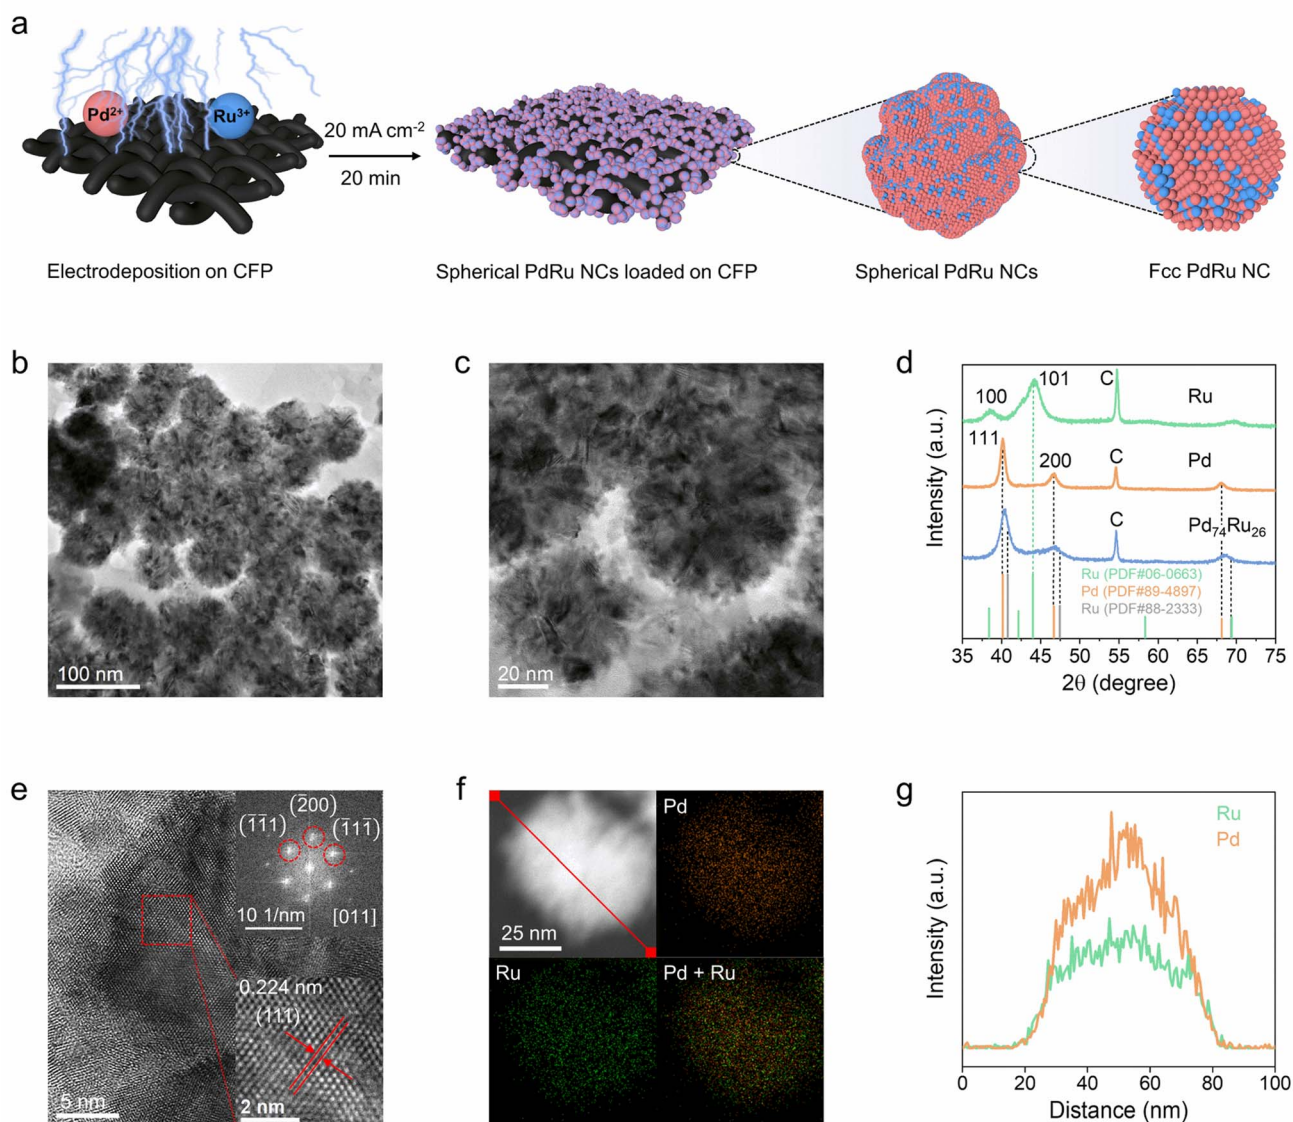 a
Pd²⁺
Ru³⁺
20 mA cm⁻²
20 min
Electrodeposition on CFP
Spherical PdRu NCs loaded on CFP
Spherical PdRu NCs
Fcc PdRu NC
b
100 nm
c
20 nm
d
Intensity (a.u.)
100
101
C
Ru
111
200
C
Pd
C
Pd₇₄Ru₂₆
Ru (PDF#06-0663)
Pd (PDF#89-4897)
Ru (PDF#88-2333)
35 40 45 50 55 60 65 70 75
2θ (degree)
e
(1̅1̅1)
(2̅00)
(1̅11̅)
10 1/nm
[011]
0.224 nm
(111)
5 nm
2 nm
f
25 nm
Pd
Ru
Pd + Ru
g
Intensity (a.u.)
Ru
Pd
0 20 40 60 80 100
Distance (nm)